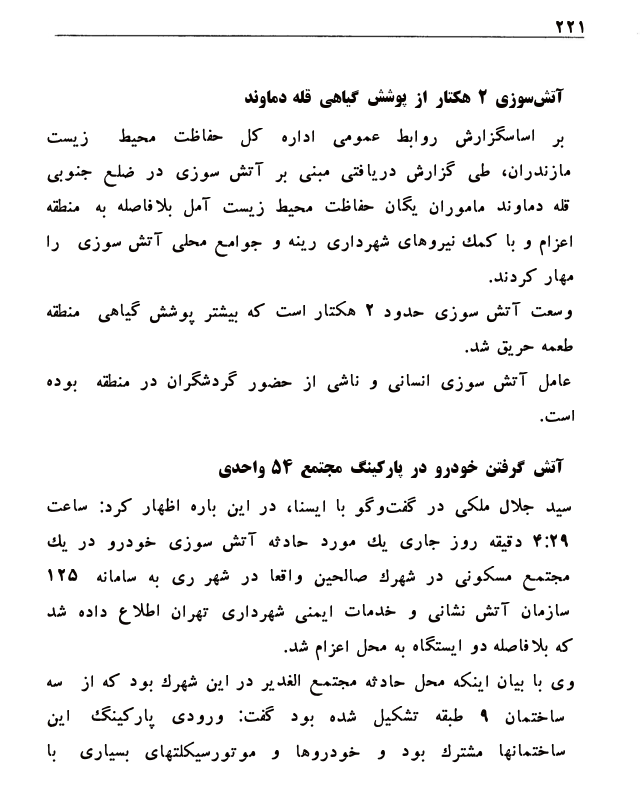 ۲۲۱
آتش‌سوزی ۲ هکتار از پوشش گیاهی قله دماوند
بر اساسگزارش روابط عمومی اداره کل حفاظت محیط زیست
مازندران، طی گزارش دریافتی مبنی بر آتش سوزی در ضلع جنوبی
قله دماوند ماموران یگان حفاظت محیط زیست آمل بلافاصله به منطقه
اعزام و با کمك نیروهای شهرداری رینه و جوامع محلی آتش سوزی را
مهار کردند.
وسعت آتش سوزی حدود ۲ هکتار است که بیشتر پوشش گیاهی منطقه
طعمه حریق شد.
عامل آتش سوزی انسانی و ناشی از حضور گردشگران در منطقه بوده
است.
آتش گرفتن خودرو در پارکینگ مجتمع ۵۴ واحدی
سید جلال ملکی در گفت‌وگو با ایسنا، در این باره اظهار کرد: ساعت
۴:۲۹ دقیقه روز جاری یك مورد حادثه آتش سوزی خودرو در یك
مجتمع مسکونی در شهرك صالحین واقعا در شهر ری به سامانه ۱۲۵
سازمان آتش نشانی و خدمات ایمنی شهرداری تهران اطلاع داده شد
که بلافاصله دو ایستگاه به محل اعزام شد.
وی با بیان اینکه محل حادثه مجتمع الغدیر در این شهرك بود که از سه
ساختمان ۹ طبقه تشکیل شده بود گفت: ورودی پارکینگ این
ساختمانها مشترك بود و خودروها و موتورسیکلتهای بسیاری با